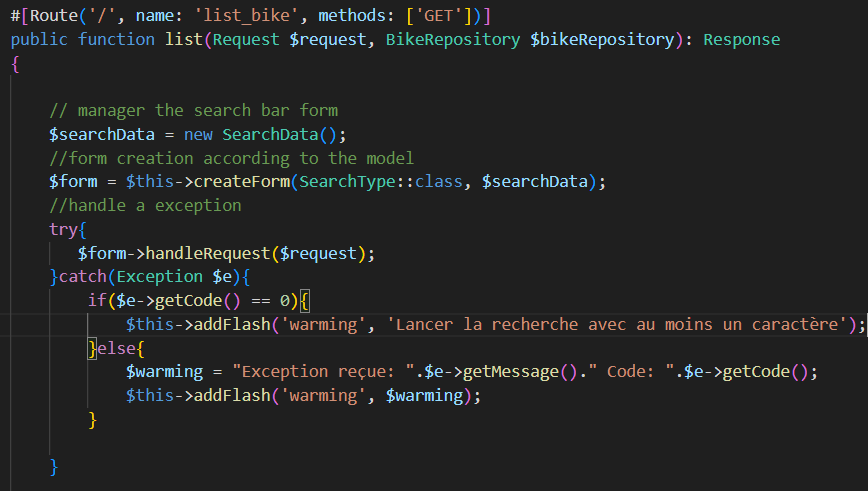 #[Route('/', name: 'list_bike', methods: ['GET'])]
public function list(Request $request, BikeRepository $bikeRepository): Response
{
// manager the search bar form
$searchData = new SearchData();
//form creation according to the model
$form = $this->createForm(SearchType::class, $searchData);
//handle a exception
try{
$form->handleRequest($request);
}catch(Exception $e){
if($e->getCode() == 0){
$this->addFlash('warming', 'Lancer la recherche avec au moins un caractère');
}else{
$warming = "Exception reçue: ".$e->getMessage()." Code: ".$e->getCode();
$this->addFlash('warming', $warming);
}
}